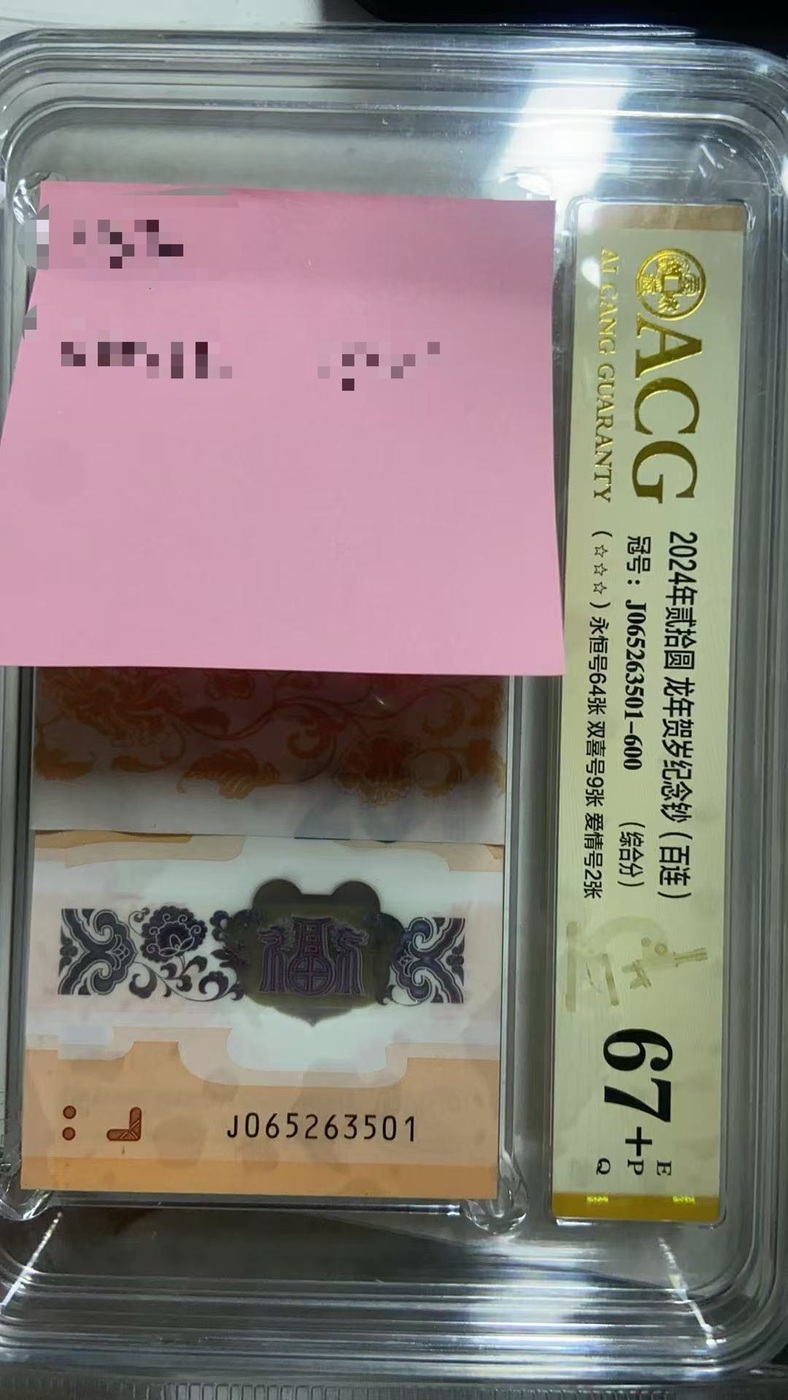 ACG
AI CANG GUARANTY
2024年贰拾圆 龙年贺岁纪念钞（百连）
冠号：J065263501-600 （综合分）
（☆☆☆）永恒号64张 双喜号9张 爱情号2张
67+
E
P
Q
J065263501